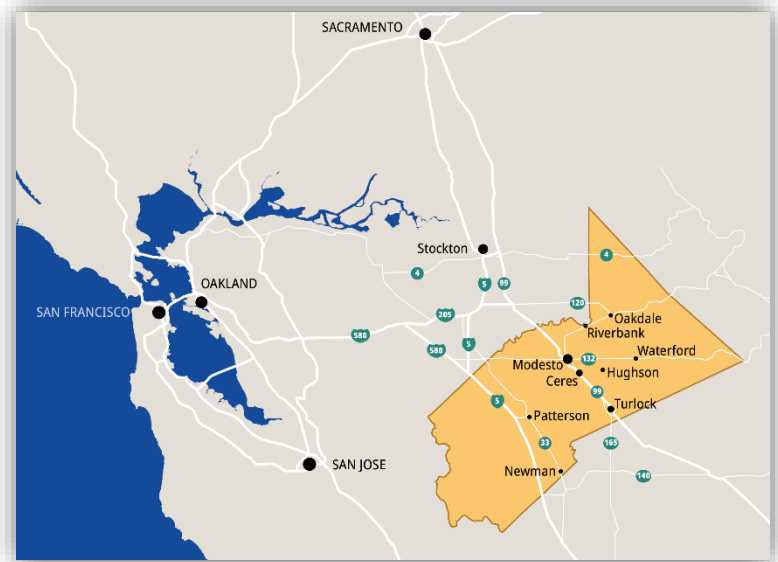 SACRAMENTO
Stockton
4
4
5
99
OAKLAND
SAN FRANCISCO
120
205
Oakdale
Riverbank
580
580
5
Modesto
132
Waterford
Ceres
Hughson
99
5
Turlock
Patterson
33
165
SAN JOSE
Newman
140